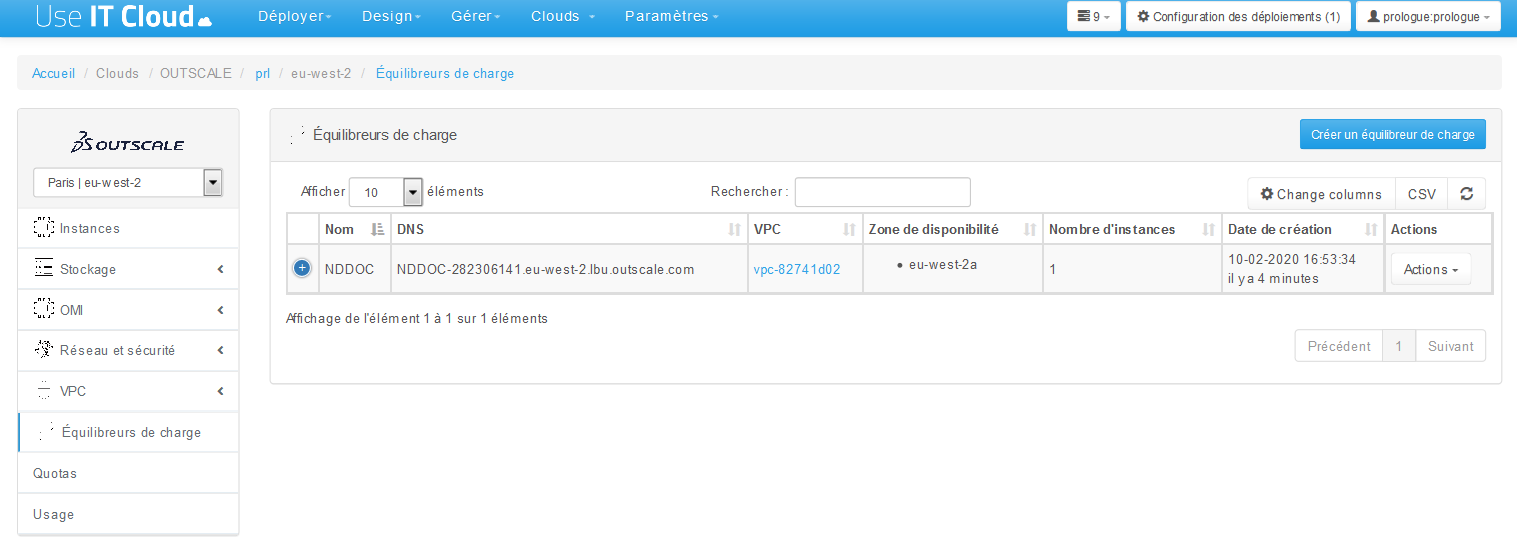 Use IT Cloud Déployer Design Gérer Clouds Paramètres 9 Configuration des déploiements (1) prologue:prologue
Accueil / Clouds / OUTSCALE / prl / eu-west-2 / Équilibreurs de charge
3DS OUTSCALE
Paris | eu-west-2
Instances
Stockage
OMI
Réseau et sécurité
VPC
Équilibreurs de charge
Quotas
Usage
Équilibreurs de charge Créer un équilibreur de charge
Afficher 10 éléments Rechercher : Change columns CSV
Nom DNS VPC Zone de disponibilité Nombre d'instances Date de création Actions
NDDOC NDDOC-282306141.eu-west-2.lbu.outscale.com vpc-82741d02 • eu-west-2a 1 10-02-2020 16:53:34 Actions
il y a 4 minutes
Affichage de l'élément 1 à 1 sur 1 éléments
Précédent 1 Suivant